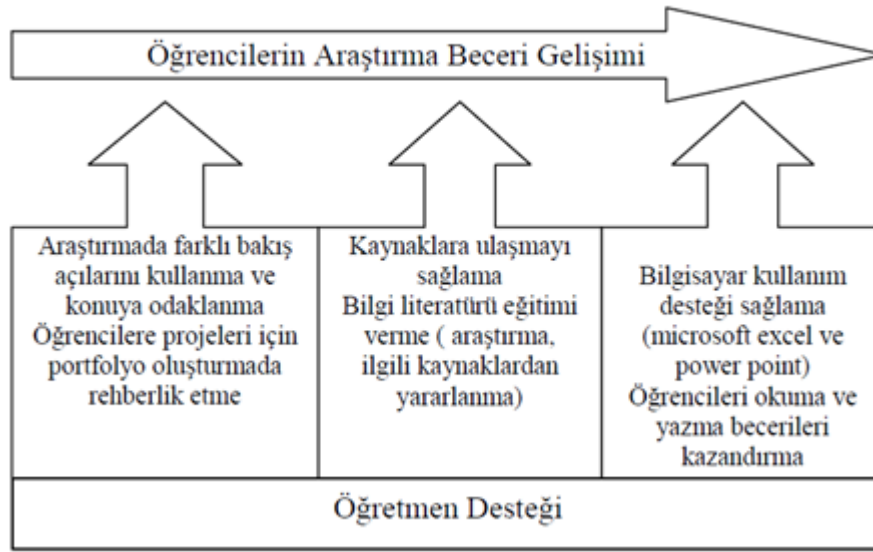 Öğrencilerin Araştırma Beceri Gelişimi
Araştırmada farklı bakış
açılarını kullanma ve
konuya odaklanma
Öğrencilere projeleri için
portfolyo oluşturmada
rehberlik etme
Kaynaklara ulaşmayı
sağlama
Bilgi literatürü eğitimi
verme ( araştırma,
ilgili kaynaklardan
yararlanma)
Bilgisayar kullanım
desteği sağlama
(microsoft excel ve
power point)
Öğrencileri okuma ve
yazma becerileri
kazandırma
Öğretmen Desteği